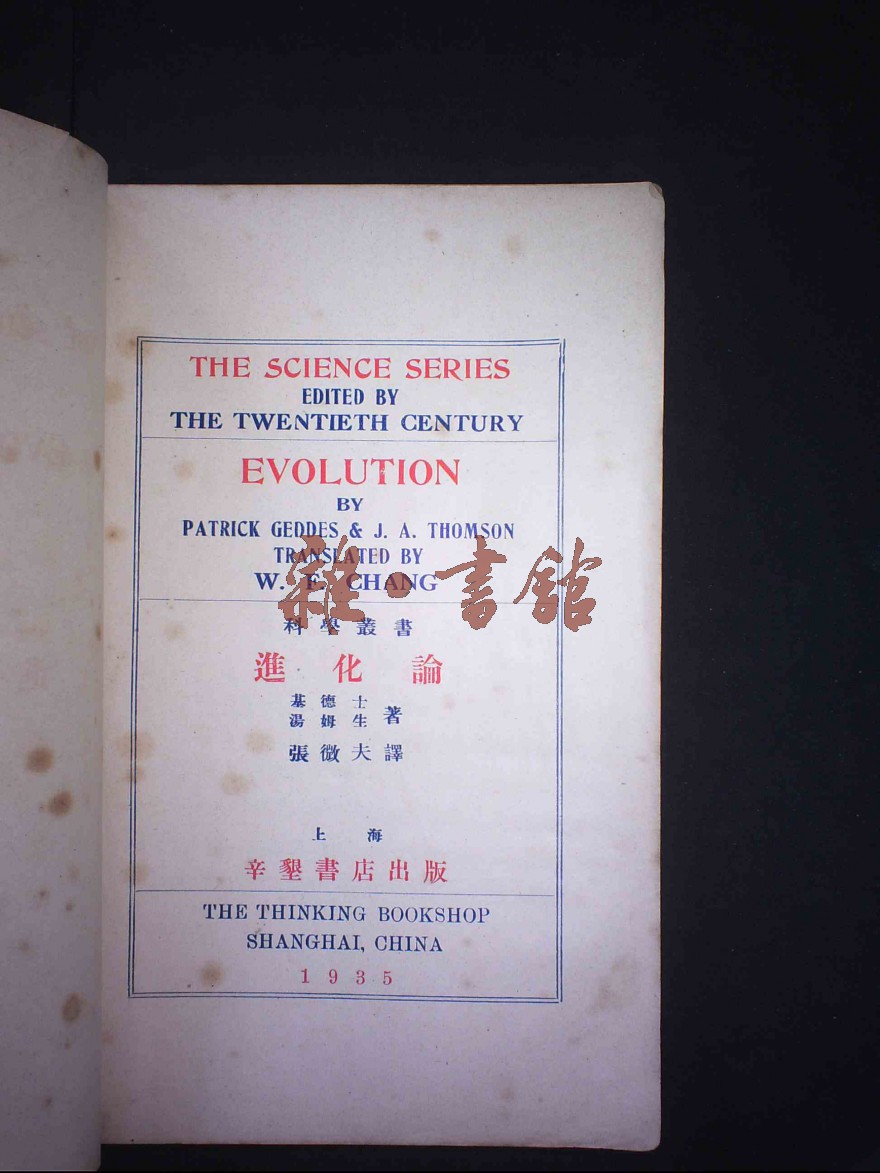 THE SCIENCE SERIES
EDITED BY
THE TWENTIETH CENTURY
EVOLUTION
BY
PATRICK GEDDES & J. A. THOMSON
TRANSLATED BY
W. F. CHANG
雜·書館
科學叢書
進化論
基德士
湯姆生 著
張微夫譯
上海
辛墾書店出版
THE THINKING BOOKSHOP
SHANGHAI, CHINA
1935